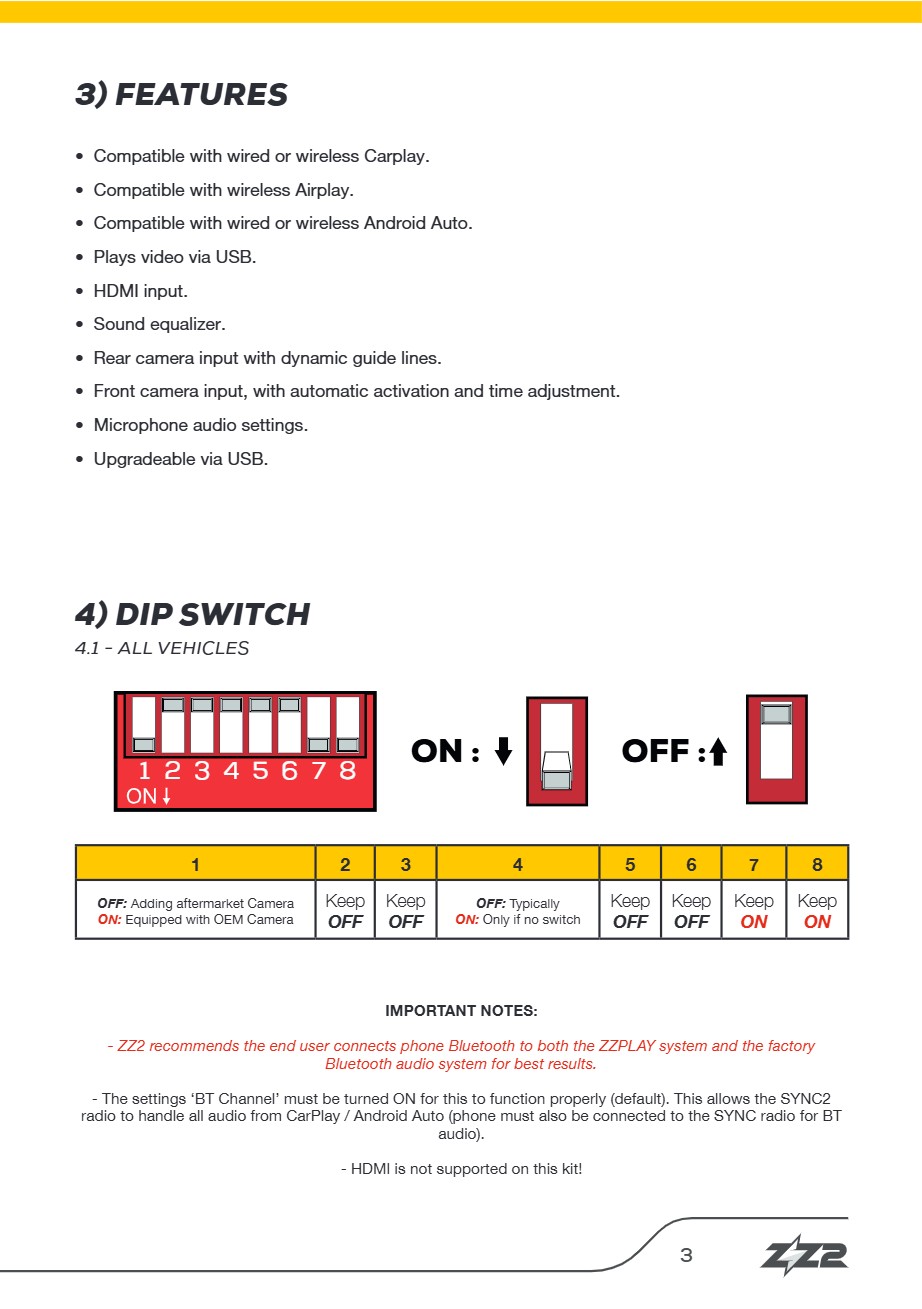 3) FEATURES
• Compatible with wired or wireless Carplay.
• Compatible with wireless Airplay.
• Compatible with wired or wireless Android Auto.
• Plays video via USB.
• HDMI input.
• Sound equalizer.
• Rear camera input with dynamic guide lines.
• Front camera input, with automatic activation and time adjustment.
• Microphone audio settings.
• Upgradeable via USB.
4) DIP SWITCH
4.1 - ALL VEHICLES
1 2 3 4 5 6 7 8
ON↓
ON : ↓
OFF :↑
1 2 3 4 5 6 7 8
OFF: Adding aftermarket Camera
ON: Equipped with OEM Camera
Keep
OFF
Keep
OFF
OFF: Typically
ON: Only if no switch
Keep
OFF
Keep
OFF
Keep
ON
Keep
ON
IMPORTANT NOTES:
- ZZ2 recommends the end user connects phone Bluetooth to both the ZZPLAY system and the factory
Bluetooth audio system for best results.
- The settings ‘BT Channel’ must be turned ON for this to function properly (default). This allows the SYNC2
radio to handle all audio from CarPlay / Android Auto (phone must also be connected to the SYNC radio for BT
audio).
- HDMI is not supported on this kit!
3
ZZ2